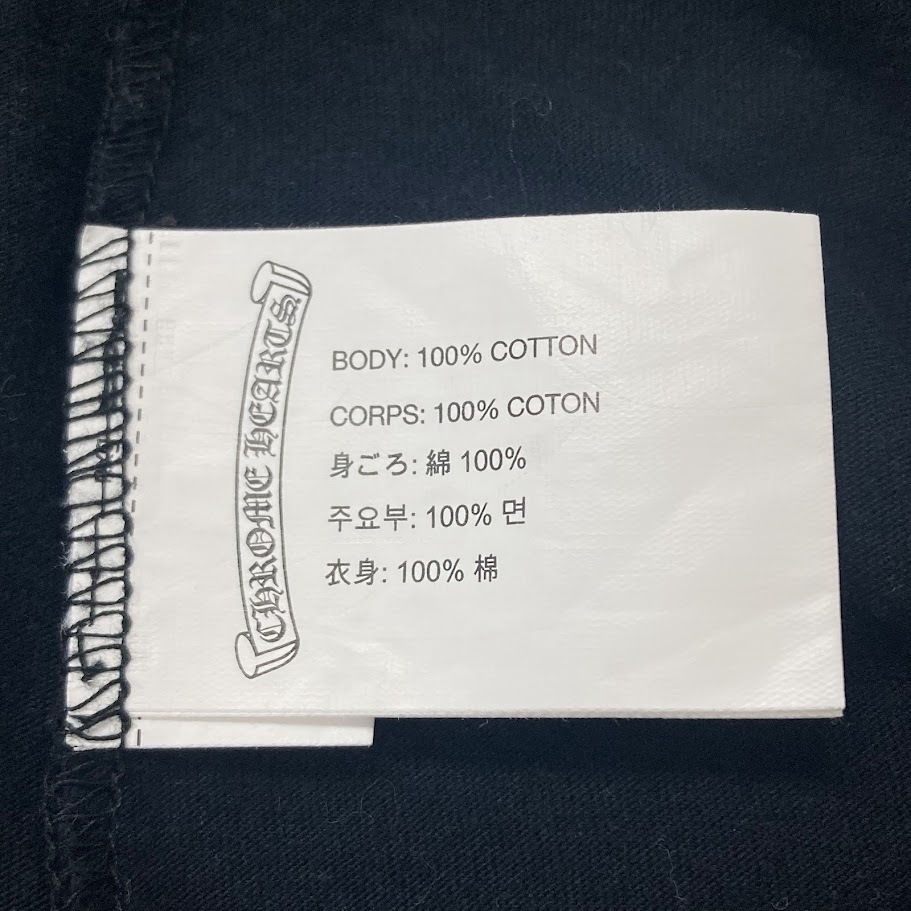 CHROME HEARTS
BODY: 100% COTTON
CORPS: 100% COTON
身ごろ: 綿 100%
주요부: 100% 면
衣身: 100% 棉